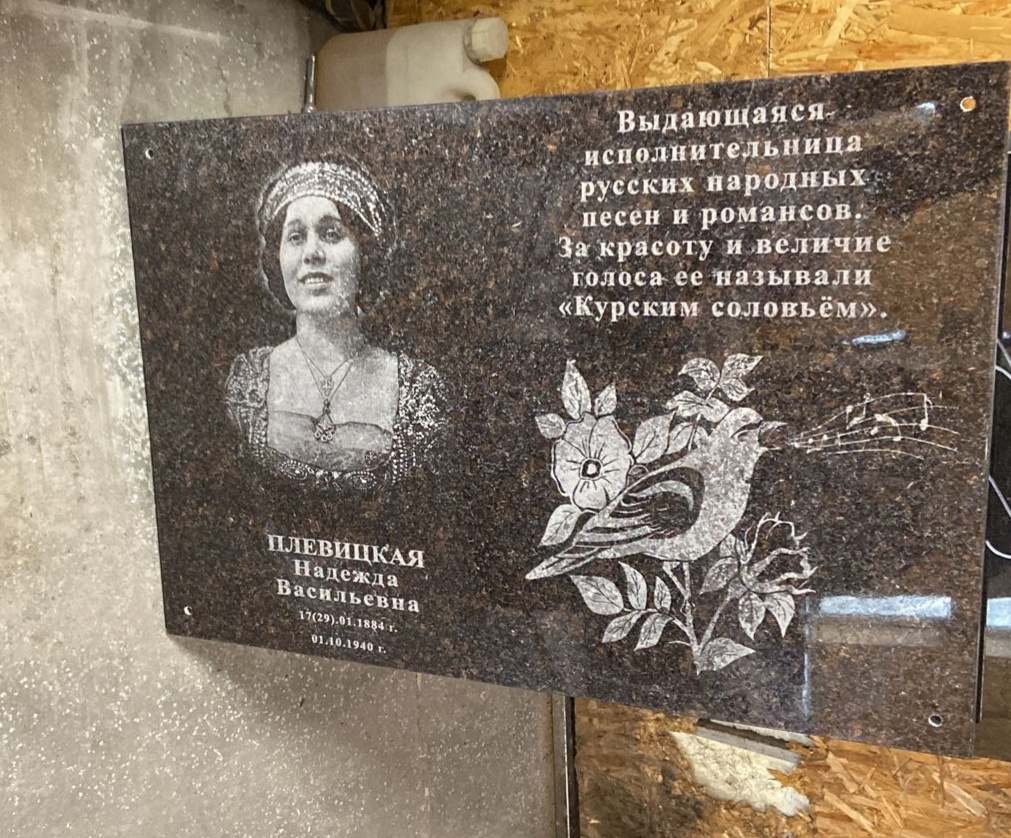 ПЛЕВИЦКАЯ
Надежда
Васильевна
17(29).01.1884 г.
01.10.1940 г.
Выдающаяся
исполнительница
русских народных
песен и романсов.
За красоту и величие
голоса ее называли
«Курским соловьём».